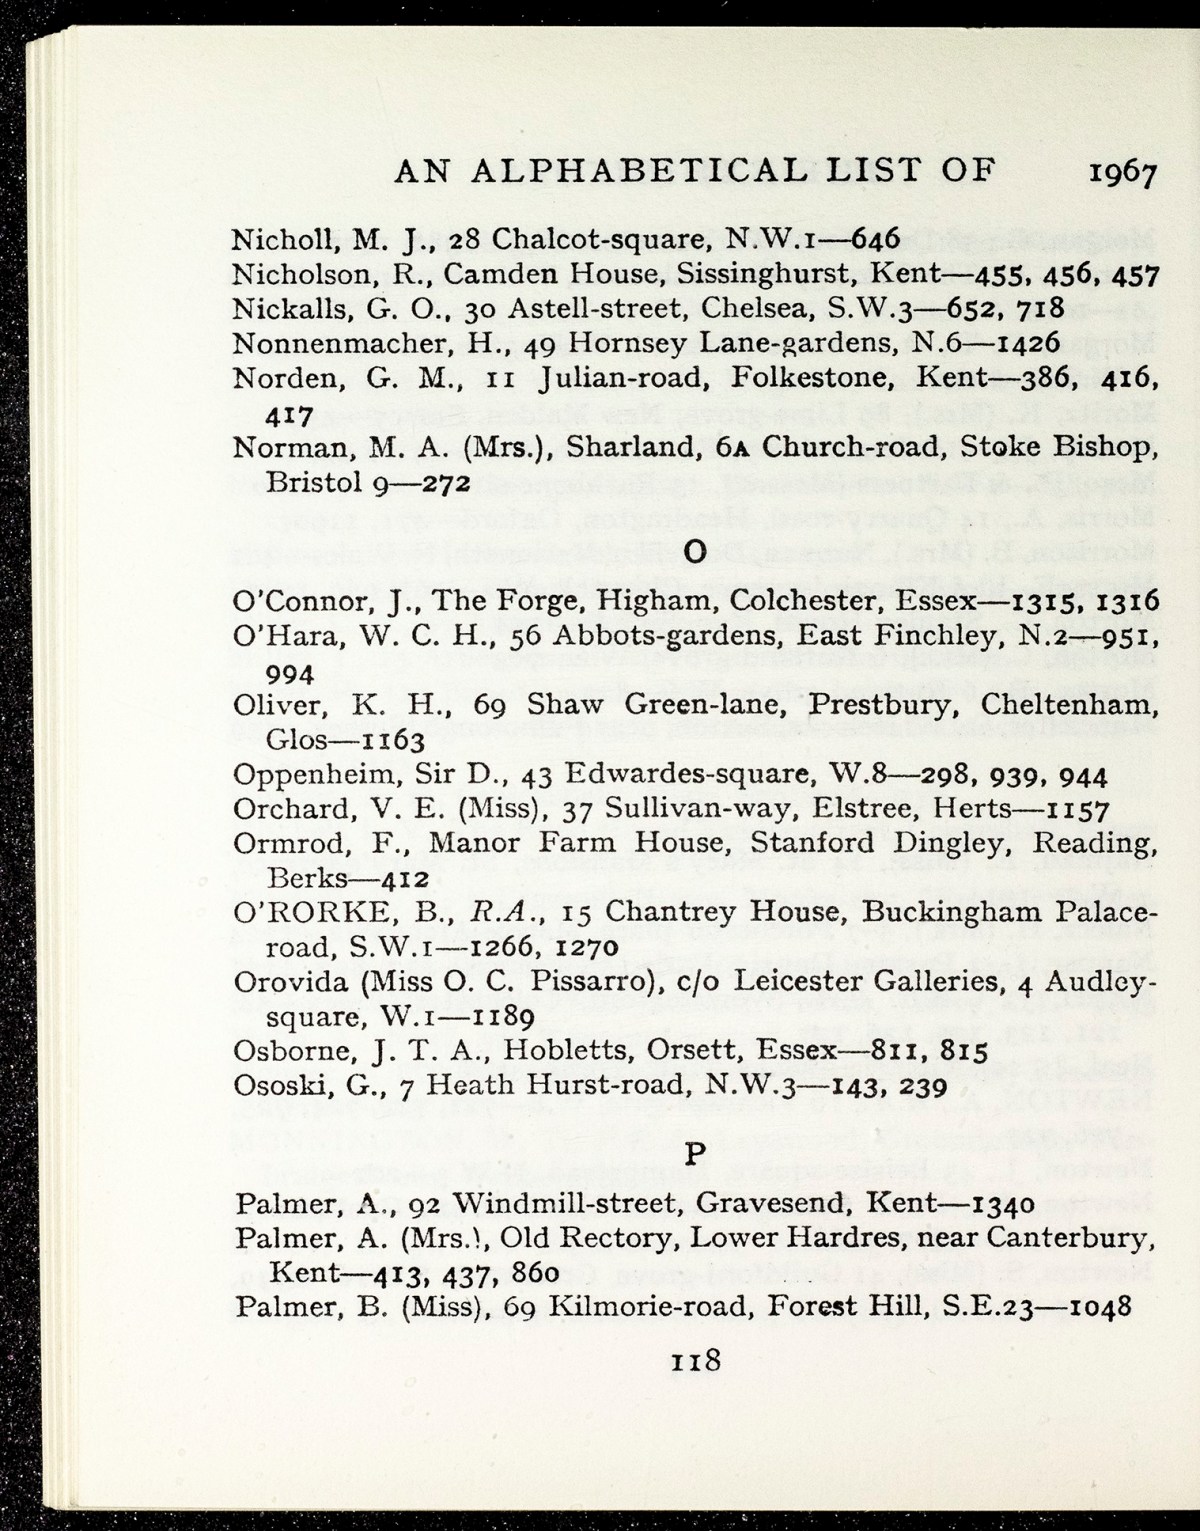 AN ALPHABETICAL LIST OF 1967
Nicholl, M. J., 28 Chalcot-square, N.W.1—646
Nicholson, R., Camden House, Sissinghurst, Kent—455, 456, 457
Nickalls, G. O., 30 Astell-street, Chelsea, S.W.3—652, 718
Nonnenmacher, H., 49 Hornsey Lane-gardens, N.6—1426
Norden, G. M., 11 Julian-road, Folkestone, Kent—386, 416,
417
Norman, M. A. (Mrs.), Sharland, 6A Church-road, Stoke Bishop,
Bristol 9—272
O
O'Connor, J., The Forge, Higham, Colchester, Essex—1315, 1316
O'Hara, W. C. H., 56 Abbots-gardens, East Finchley, N.2—951,
994
Oliver, K. H., 69 Shaw Green-lane, Prestbury, Cheltenham,
Glos—1163
Oppenheim, Sir D., 43 Edwardes-square, W.8—298, 939, 944
Orchard, V. E. (Miss), 37 Sullivan-way, Elstree, Herts—1157
Ormrod, F., Manor Farm House, Stanford Dingley, Reading,
Berks—412
O'RORKE, B., R.A., 15 Chantrey House, Buckingham Palace-
road, S.W.1—1266, 1270
Orovida (Miss O. C. Pissarro), c/o Leicester Galleries, 4 Audley-
square, W.1—1189
Osborne, J. T. A., Hobletts, Orsett, Essex—811, 815
Ososki, G., 7 Heath Hurst-road, N.W.3—143, 239
P
Palmer, A., 92 Windmill-street, Gravesend, Kent—1340
Palmer, A. (Mrs.), Old Rectory, Lower Hardres, near Canterbury,
Kent—413, 437, 860
Palmer, B. (Miss), 69 Kilmorie-road, Forest Hill, S.E.23—1048
118